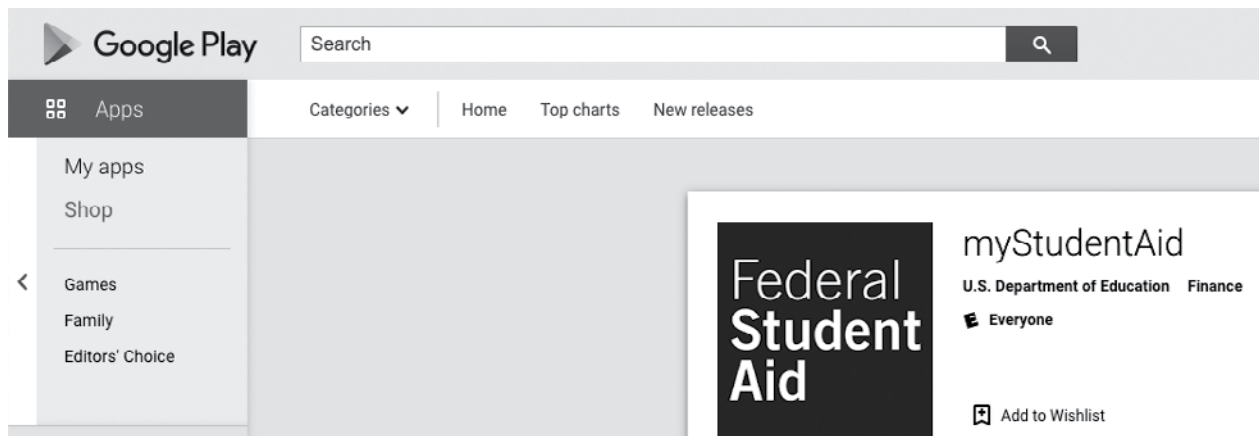 Google Play
Search
Apps
Categories
Home
Top charts
New releases
My apps
Shop
Games
Family
Editors' Choice
Federal
Student
Aid
myStudentAid
U.S. Department of Education Finance
E Everyone
Add to Wishlist